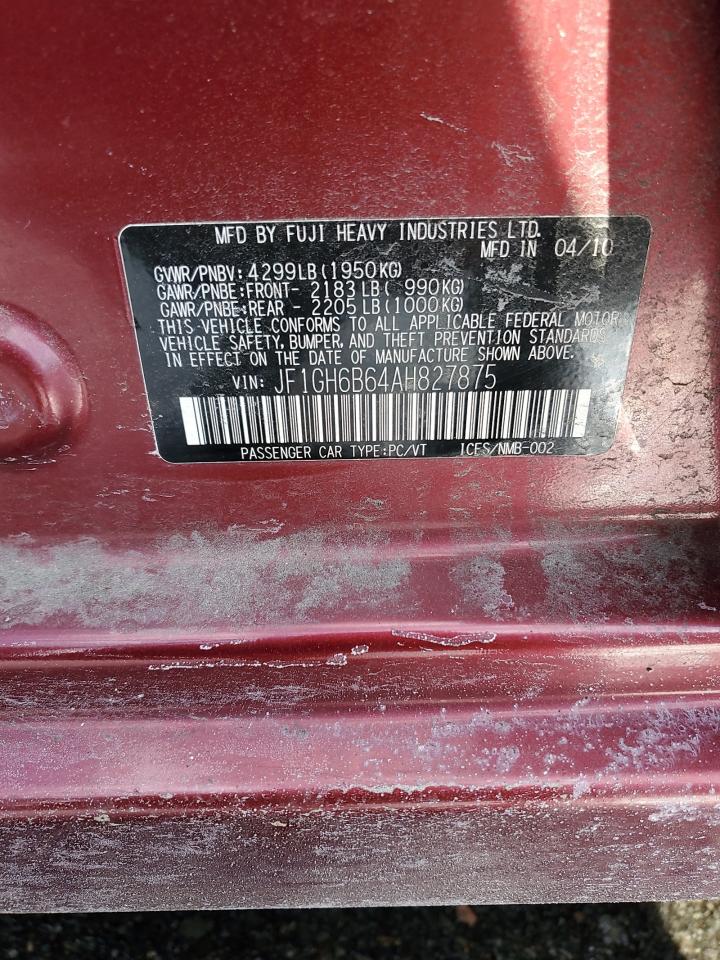 MFD BY FUJI HEAVY INDUSTRIES LTD.
MFD IN 04/10
GVWR/PNBV: 4299LB(1950KG)
GAWR/PNBE:FRONT- 2183LB( 990KG)
GAWR/PNBE:REAR - 2205LB(1000KG)
THIS VEHICLE CONFORMS TO ALL APPLICABLE FEDERAL MOTOR
VEHICLE SAFETY, BUMPER, AND THEFT PREVENTION STANDARDS
IN EFFECT ON THE DATE OF MANUFACTURE SHOWN ABOVE.
VIN: JF1GH6B64AH827875
PASSENGER CAR TYPE:PC/VT ICFS/NMB-002